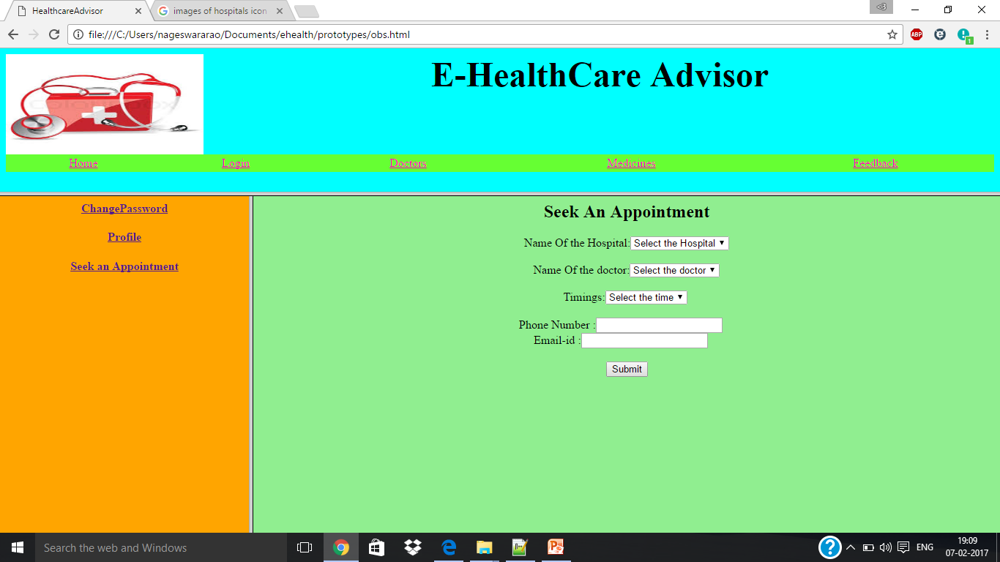 HealthcareAdvisor
images of hospitals icon
<3
file:///C:/Users/nageswararao/Documents/ehealth/prototypes/obs.html
ABP
1
E-HealthCare Advisor
Home Login Doctors Medicines Feedback
ChangePassword
Profile
Seek an Appointment
Seek An Appointment
Name Of the Hospital: Select the Hospital
Name Of the doctor: Select the doctor
Timings: Select the time
Phone Number :
Email-id :
Submit
Search the web and Windows
ENG
19:09
07-02-2017